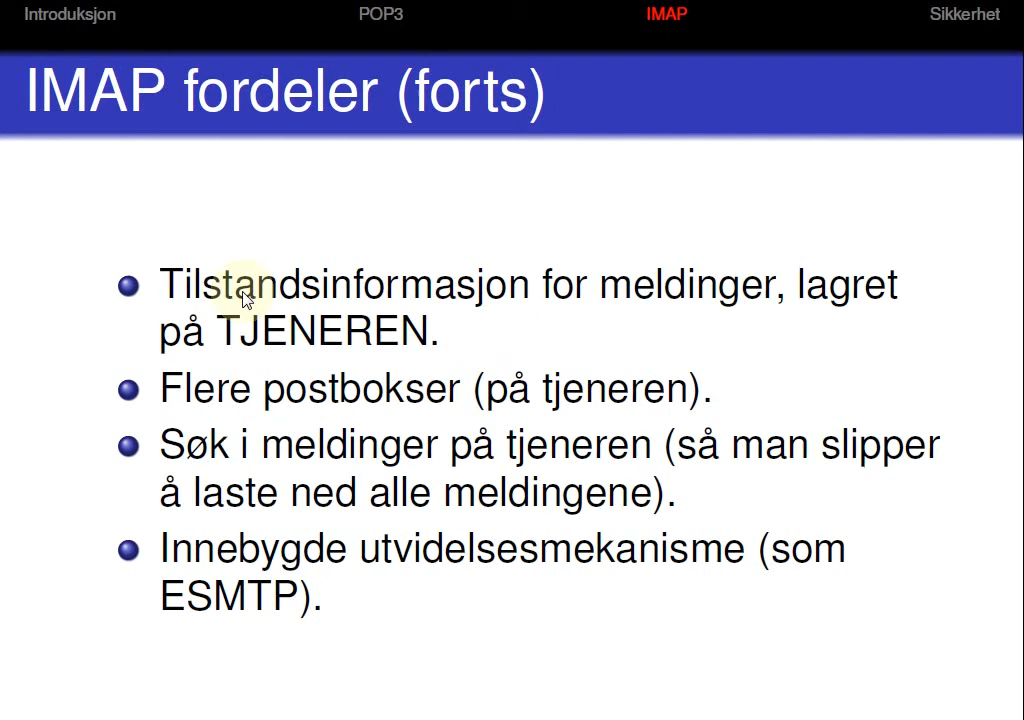 Introduksjon POP3 IMAP Sikkerhet
IMAP fordeler (forts)
Tilstandsinformasjon for meldinger, lagret
på TJENEREN.
Flere postbokser (på tjeneren).
Søk i meldinger på tjeneren (så man slipper
å laste ned alle meldingene).
Innebygde utvidelsesmekanisme (som
ESMTP).